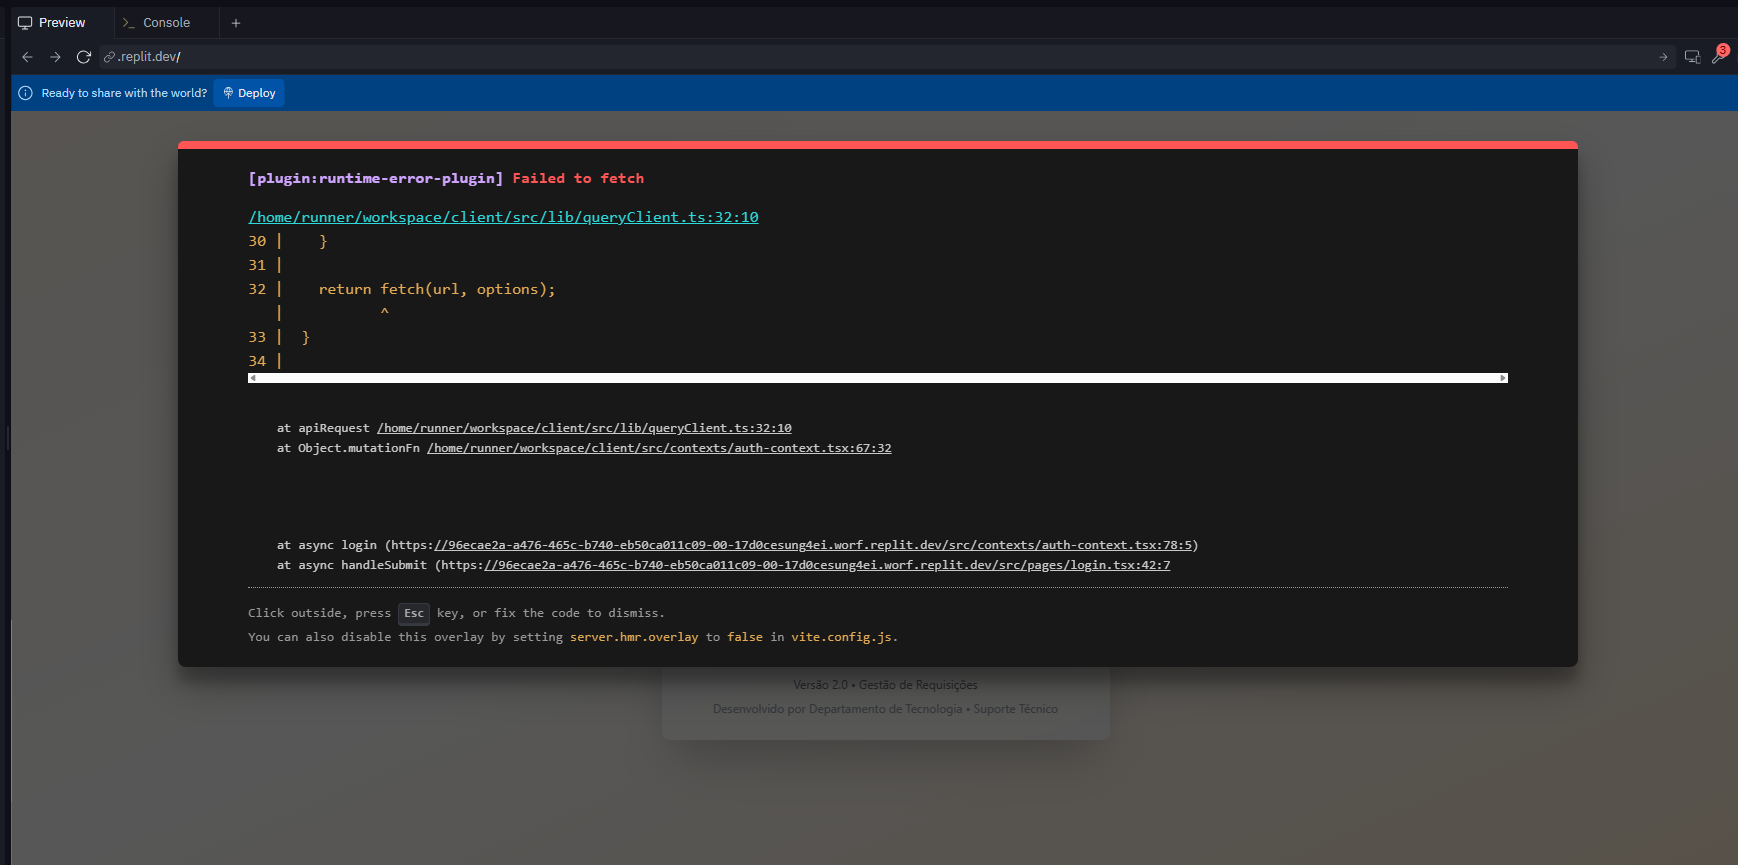 Preview
Console
.replit.dev/
3
Ready to share with the world?
Deploy
[plugin:runtime-error-plugin] Failed to fetch
/home/runner/workspace/client/src/lib/queryClient.ts:32:10
30 |    }
31 |
32 |    return fetch(url, options);
   |           ^
33 |  }
34 |
at apiRequest /home/runner/workspace/client/src/lib/queryClient.ts:32:10
at Object.mutationFn /home/runner/workspace/client/src/contexts/auth-context.tsx:67:32
at async login (https://96ecae2a-a476-465c-b740-eb50ca011c09-00-17d0cesung4ei.worf.replit.dev/src/contexts/auth-context.tsx:78:5)
at async handleSubmit (https://96ecae2a-a476-465c-b740-eb50ca011c09-00-17d0cesung4ei.worf.replit.dev/src/pages/login.tsx:42:7
Click outside, press Esc key, or fix the code to dismiss.
You can also disable this overlay by setting server.hmr.overlay to false in vite.config.js.
Versão 2.0 • Gestão de Requisições
Desenvolvido por Departamento de Tecnologia • Suporte Técnico